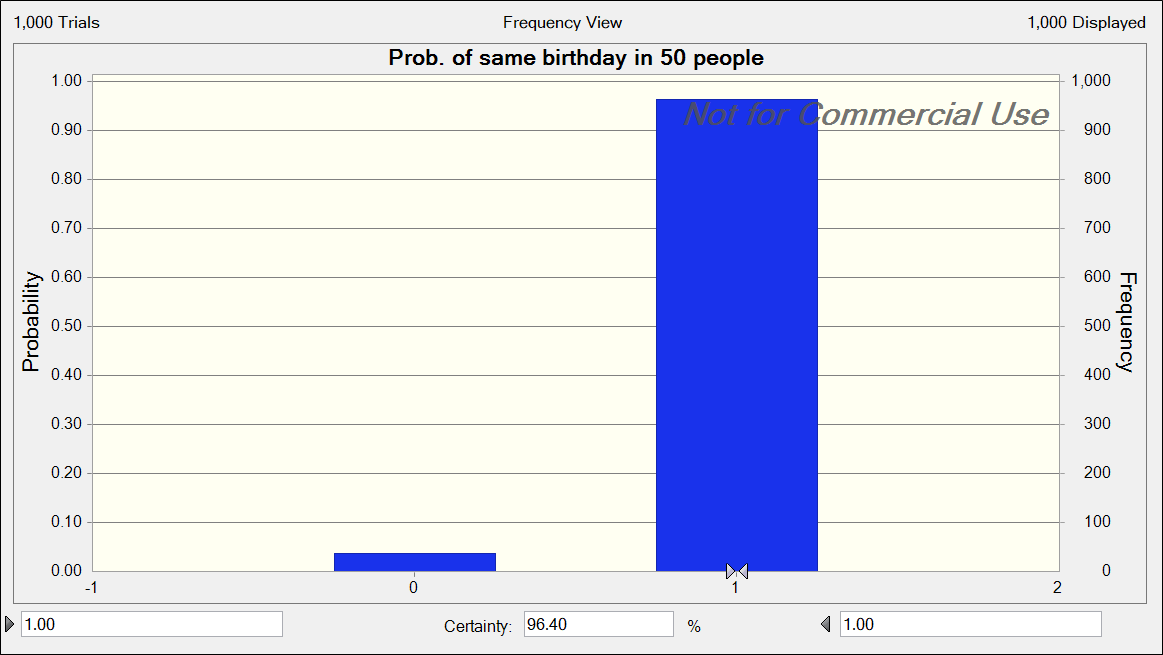 1,000 Trials Frequency View 1,000 Displayed
Prob. of same birthday in 50 people
Not for Commercial Use
1.00 1,000
0.90 900
0.80 800
0.70 700
0.60 600
0.50 500
0.40 400
0.30 300
0.20 200
0.10 100
0.00 0
Probability
Frequency
-1 0 1 2
1.00 Certainty: 96.40 % 1.00